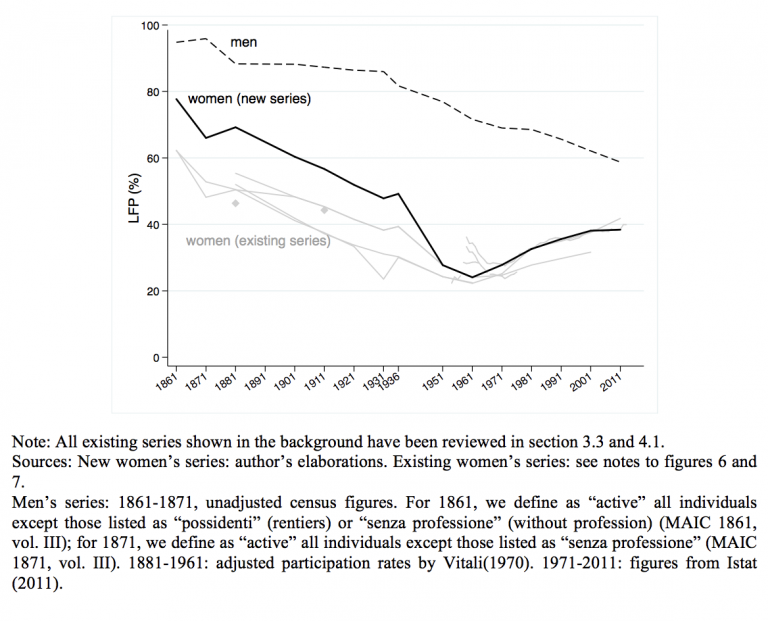 100
men
80
women (new series)
60
LFP (%)
40
women (existing series)
20
0
1861
1871
1881
1891
1901
1911
1921
1931
1936
1951
1961
1971
1981
1991
2001
2011
Note: All existing series shown in the background have been reviewed in section 3.3 and 4.1.
Sources: New women’s series: author’s elaborations. Existing women’s series: see notes to figures 6 and
7.
Men’s series: 1861-1871, unadjusted census figures. For 1861, we define as “active” all individuals
except those listed as “possidenti” (rentiers) or “senza professione” (without profession) (MAIC 1861,
vol. III); for 1871, we define as “active” all individuals except those listed as “senza professione” (MAIC
1871, vol. III). 1881-1961: adjusted participation rates by Vitali(1970). 1971-2011: figures from Istat
(2011).